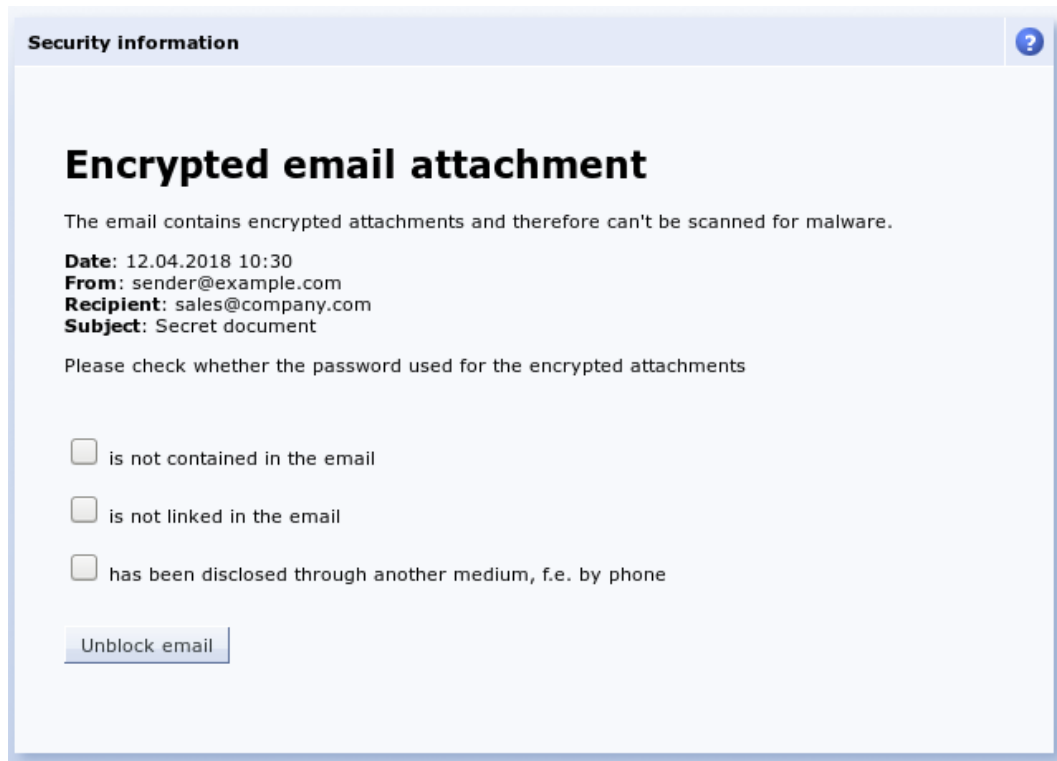 Security information
?
Encrypted email attachment
The email contains encrypted attachments and therefore can't be scanned for malware.
Date: 12.04.2018 10:30
From: sender@example.com
Recipient: sales@company.com
Subject: Secret document
Please check whether the password used for the encrypted attachments
is not contained in the email
is not linked in the email
has been disclosed through another medium, f.e. by phone
Unblock email